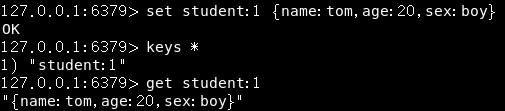 127.0.0.1:6379> set student:1 {name:tom,age:20,sex:boy}
OK
127.0.0.1:6379> keys *
1) "student:1"
127.0.0.1:6379> get student:1
"{name:tom,age:20,sex:boy}"